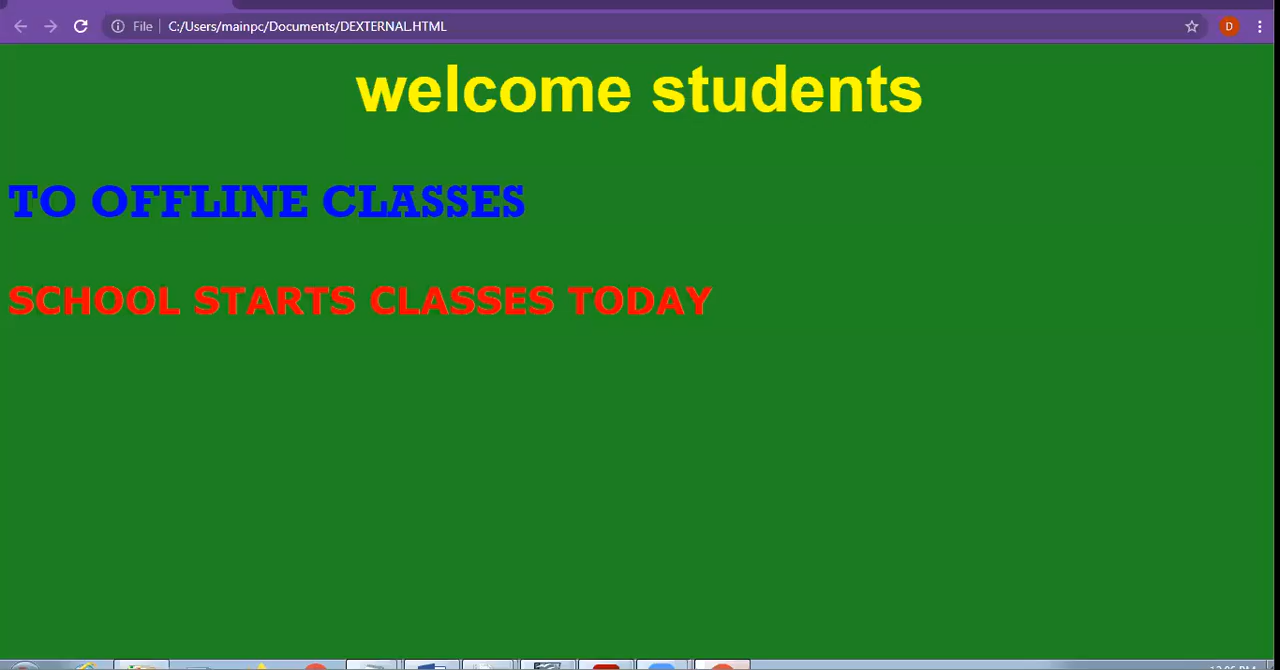 File
C:/Users/mainpc/Documents/DEXTERNAL.HTML
D
welcome students
TO OFFLINE CLASSES
SCHOOL STARTS CLASSES TODAY